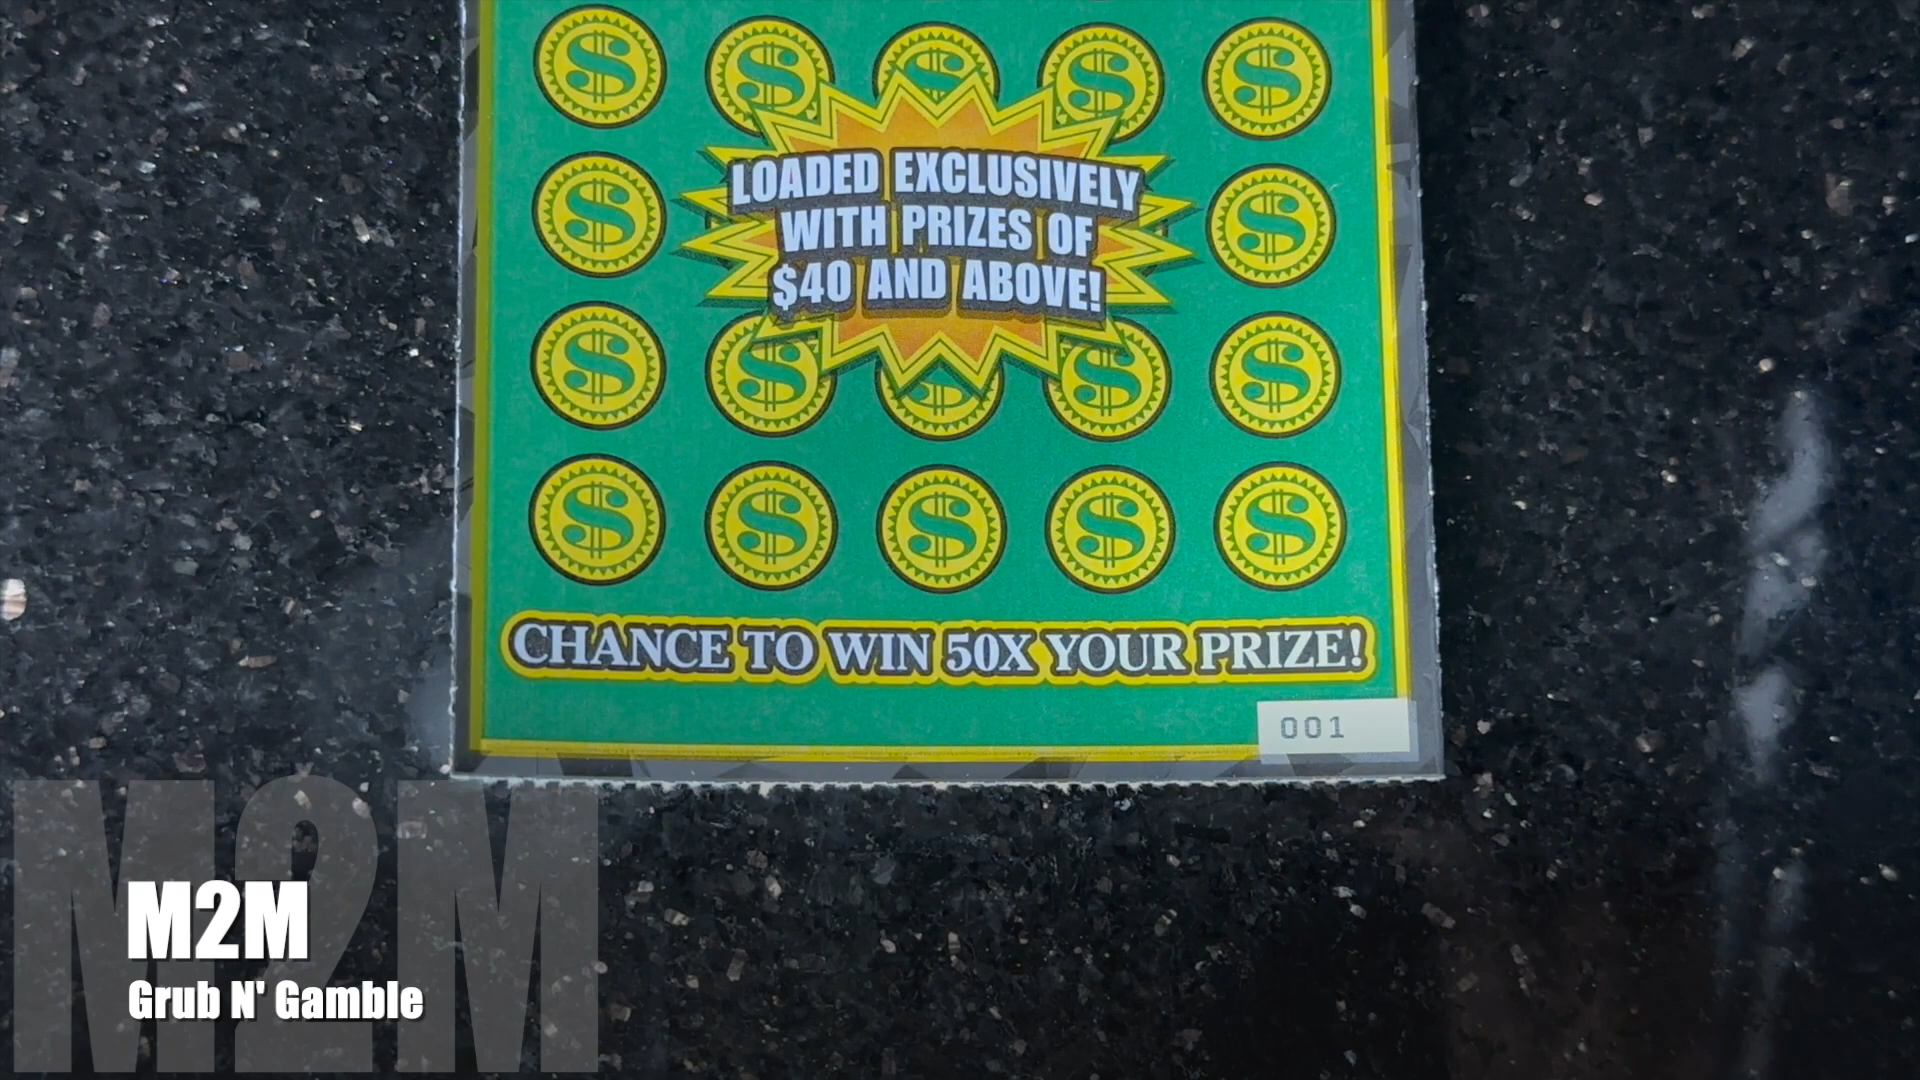 LOADED EXCLUSIVELY
WITH PRIZES OF
$40 AND ABOVE!
CHANCE TO WIN 50X YOUR PRIZE!
001
M2M
M2M
Grub N' Gamble